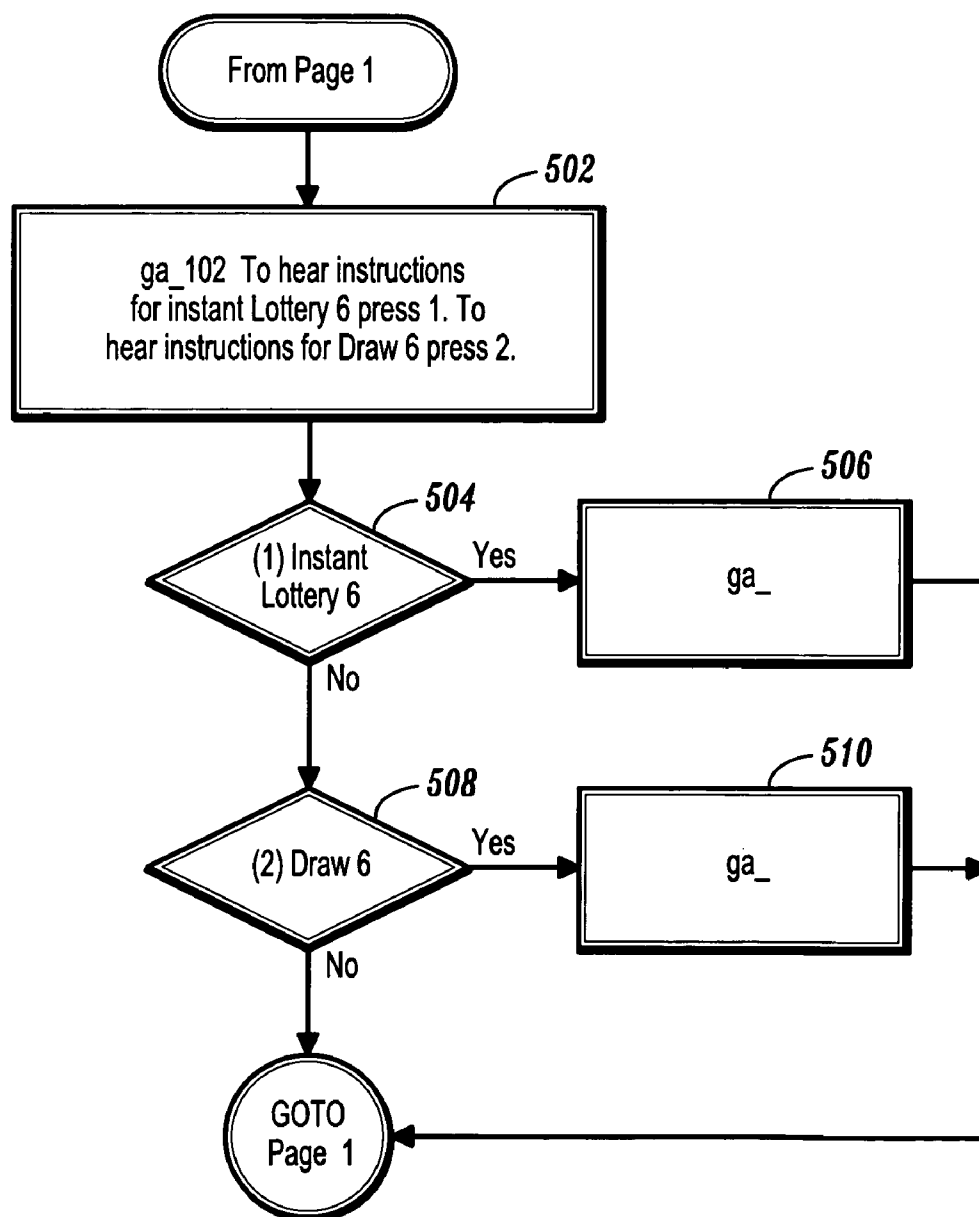 From Page 1
502
ga_102 To hear instructions
for instant Lottery 6 press 1. To
hear instructions for Draw 6 press 2.
504
(1) Instant
Lottery 6
Yes
506
ga_
No
508
(2) Draw 6
Yes
510
ga_
No
GOTO
Page 1